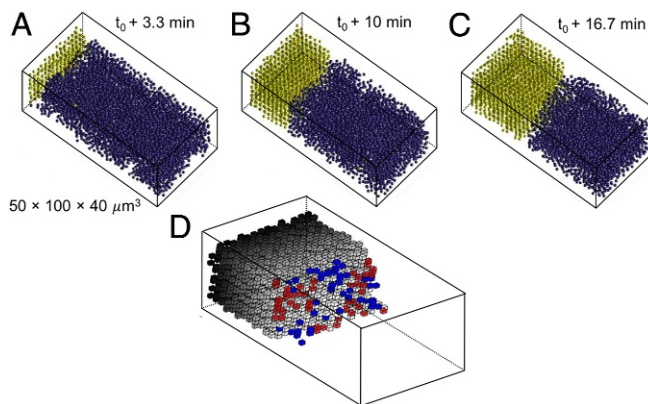 A
t₀ + 3.3 min
B
t₀ + 10 min
C
t₀ + 16.7 min
50 × 100 × 40 μm³
D